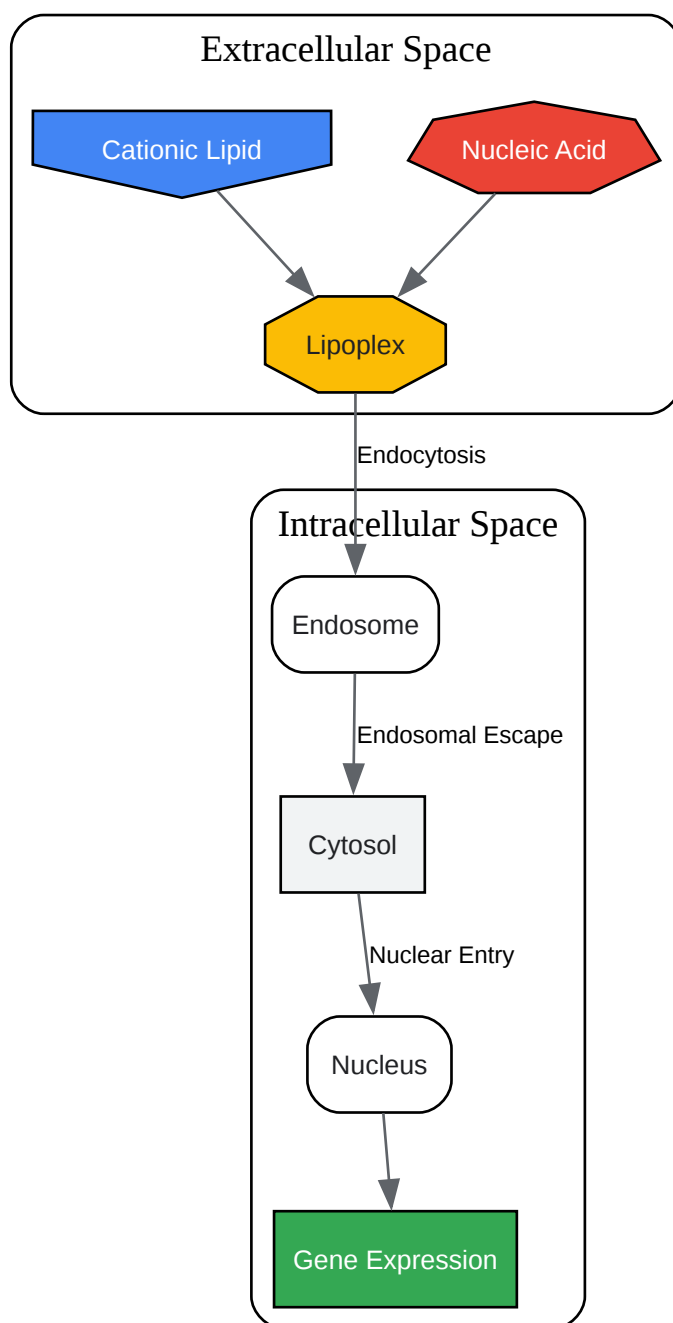 Extracellular Space
Cationic Lipid
Nucleic Acid
Lipoplex
Endocytosis
Intracellular Space
Endosome
Endosomal Escape
Cytosol
Nuclear Entry
Nucleus
Gene Expression